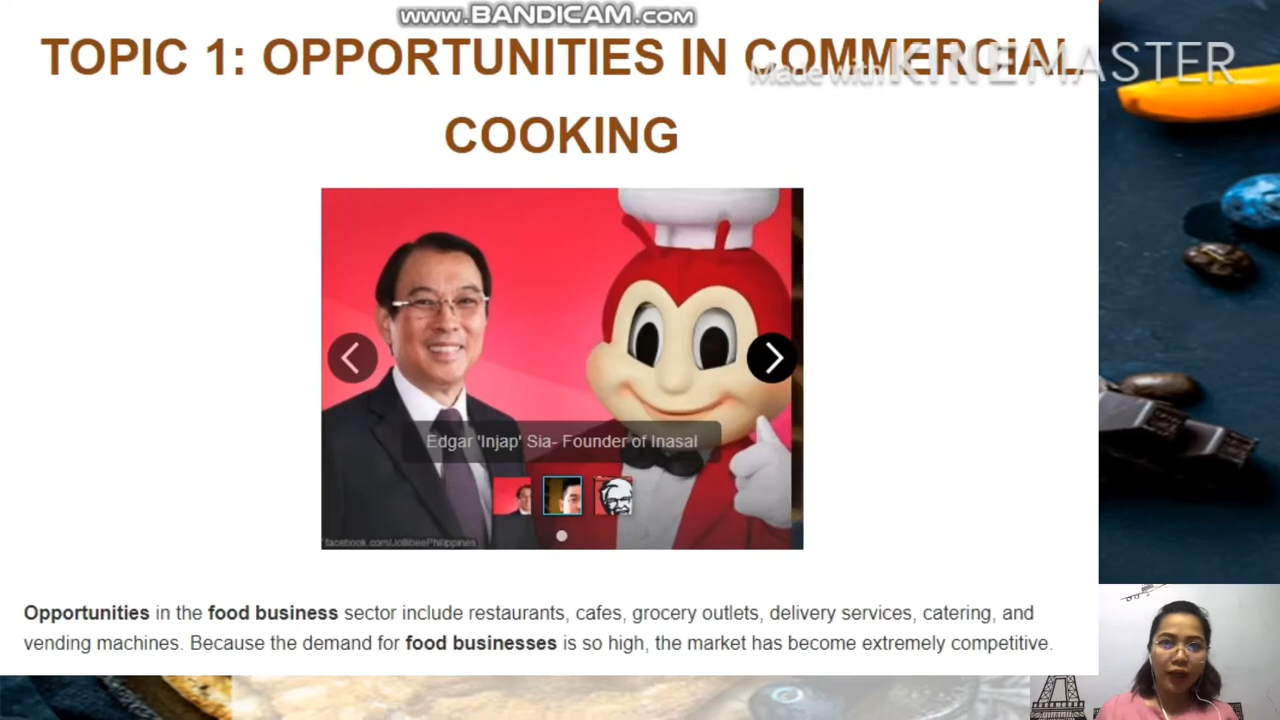 www.BANDICAM.com
TOPIC 1: OPPORTUNITIES IN COMMERCIAL
Made with KINEMASTER
COOKING
Edgar 'Injap' Sia- Founder of Inasal
facebook.com/JollibeePhilippines
Opportunities in the food business sector include restaurants, cafes, grocery outlets, delivery services, catering, and
vending machines. Because the demand for food businesses is so high, the market has become extremely competitive.